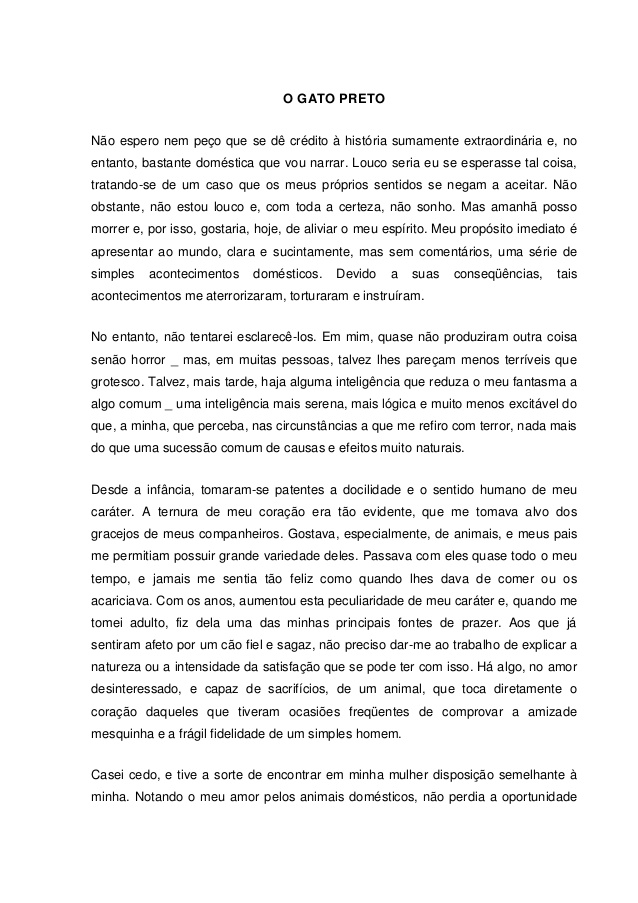 O GATO PRETO
Não espero nem peço que se dê crédito à história sumamente extraordinária e, no
entanto, bastante doméstica que vou narrar. Louco seria eu se esperasse tal coisa,
tratando-se de um caso que os meus próprios sentidos se negam a aceitar. Não
obstante, não estou louco e, com toda a certeza, não sonho. Mas amanhã posso
morrer e, por isso, gostaria, hoje, de aliviar o meu espírito. Meu propósito imediato é
apresentar ao mundo, clara e sucintamente, mas sem comentários, uma série de
simples acontecimentos domésticos. Devido a suas conseqüências, tais
acontecimentos me aterrorizaram, torturaram e instruíram.
No entanto, não tentarei esclarecê-los. Em mim, quase não produziram outra coisa
senão horror _ mas, em muitas pessoas, talvez lhes pareçam menos terríveis que
grotesco. Talvez, mais tarde, haja alguma inteligência que reduza o meu fantasma a
algo comum _ uma inteligência mais serena, mais lógica e muito menos excitável do
que, a minha, que perceba, nas circunstâncias a que me refiro com terror, nada mais
do que uma sucessão comum de causas e efeitos muito naturais.
Desde a infância, tomaram-se patentes a docilidade e o sentido humano de meu
caráter. A ternura de meu coração era tão evidente, que me tomava alvo dos
gracejos de meus companheiros. Gostava, especialmente, de animais, e meus pais
me permitiam possuir grande variedade deles. Passava com eles quase todo o meu
tempo, e jamais me sentia tão feliz como quando lhes dava de comer ou os
acariciava. Com os anos, aumentou esta peculiaridade de meu caráter e, quando me
tomei adulto, fiz dela uma das minhas principais fontes de prazer. Aos que já
sentiram afeto por um cão fiel e sagaz, não preciso dar-me ao trabalho de explicar a
natureza ou a intensidade da satisfação que se pode ter com isso. Há algo, no amor
desinteressado, e capaz de sacrifícios, de um animal, que toca diretamente o
coração daqueles que tiveram ocasiões freqüentes de comprovar a amizade
mesquinha e a frágil fidelidade de um simples homem.
Casei cedo, e tive a sorte de encontrar em minha mulher disposição semelhante à
minha. Notando o meu amor pelos animais domésticos, não perdia a oportunidade